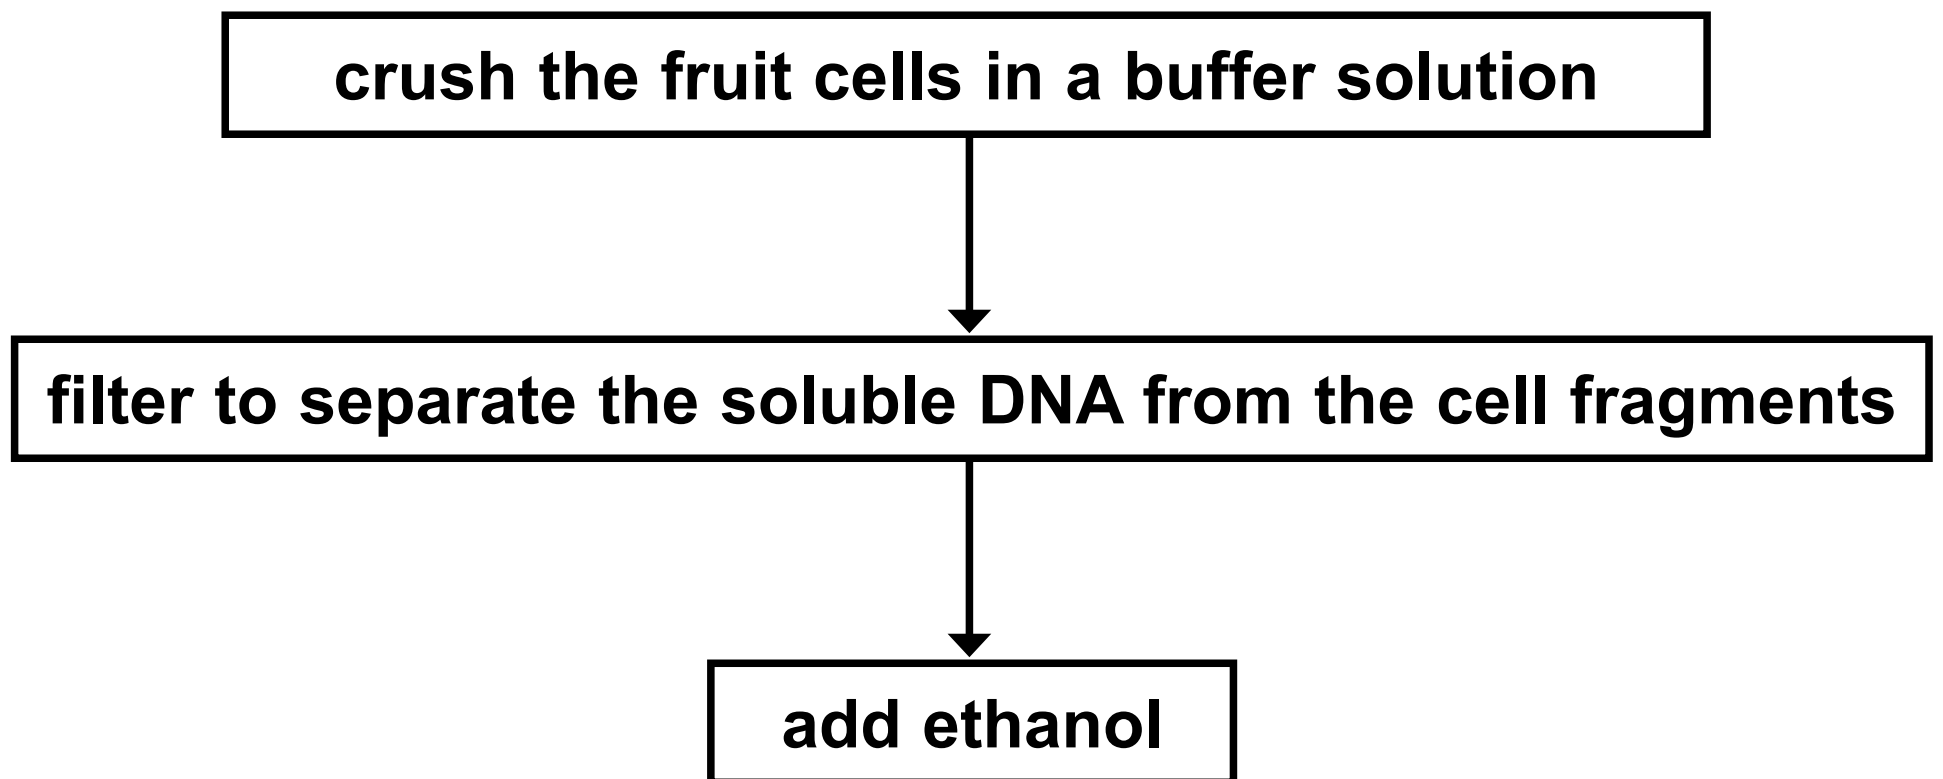 crush the fruit cells in a buffer solution
filter to separate the soluble DNA from the cell fragments
add ethanol